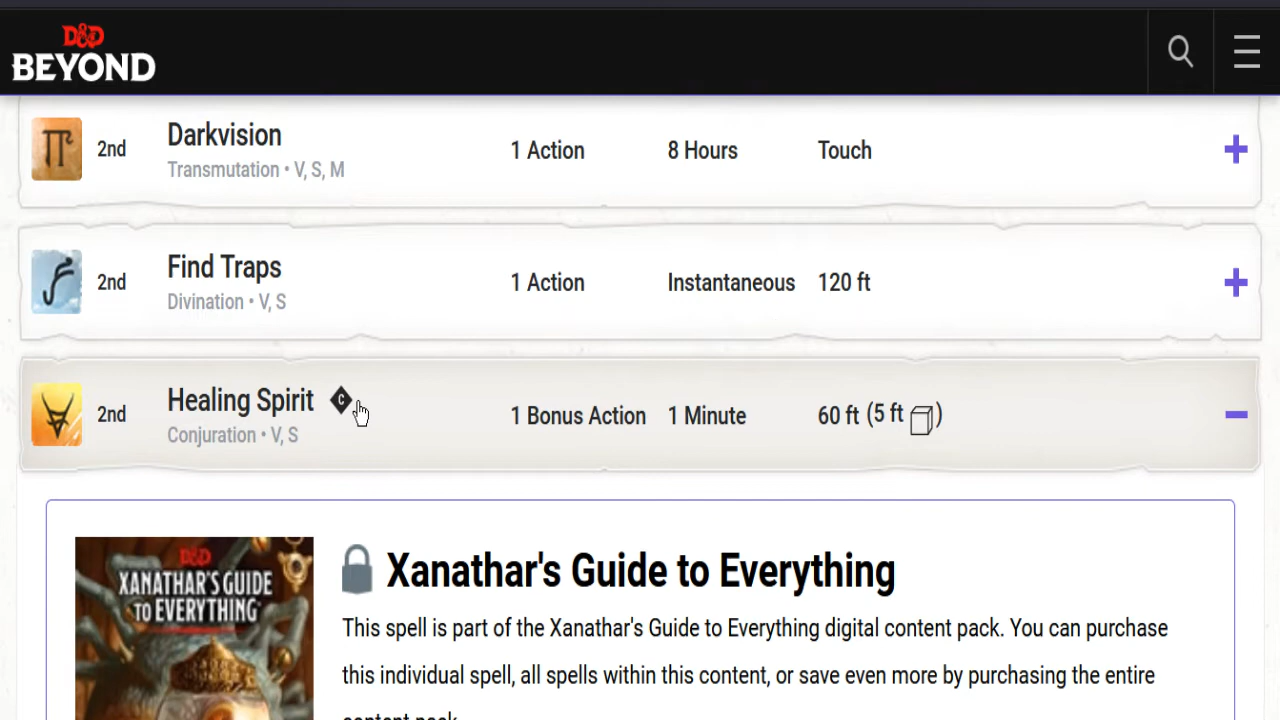 D&D
BEYOND
2nd Darkvision 1 Action 8 Hours Touch
Transmutation • V, S, M
2nd Find Traps 1 Action Instantaneous 120 ft
Divination • V, S
2nd Healing Spirit C 1 Bonus Action 1 Minute 60 ft (5 ft )
Conjuration • V, S
D&D
XANATHAR'S GUIDE
TO EVERYTHING
Xanathar's Guide to Everything
This spell is part of the Xanathar's Guide to Everything digital content pack. You can purchase
this individual spell, all spells within this content, or save even more by purchasing the entire
content pack.